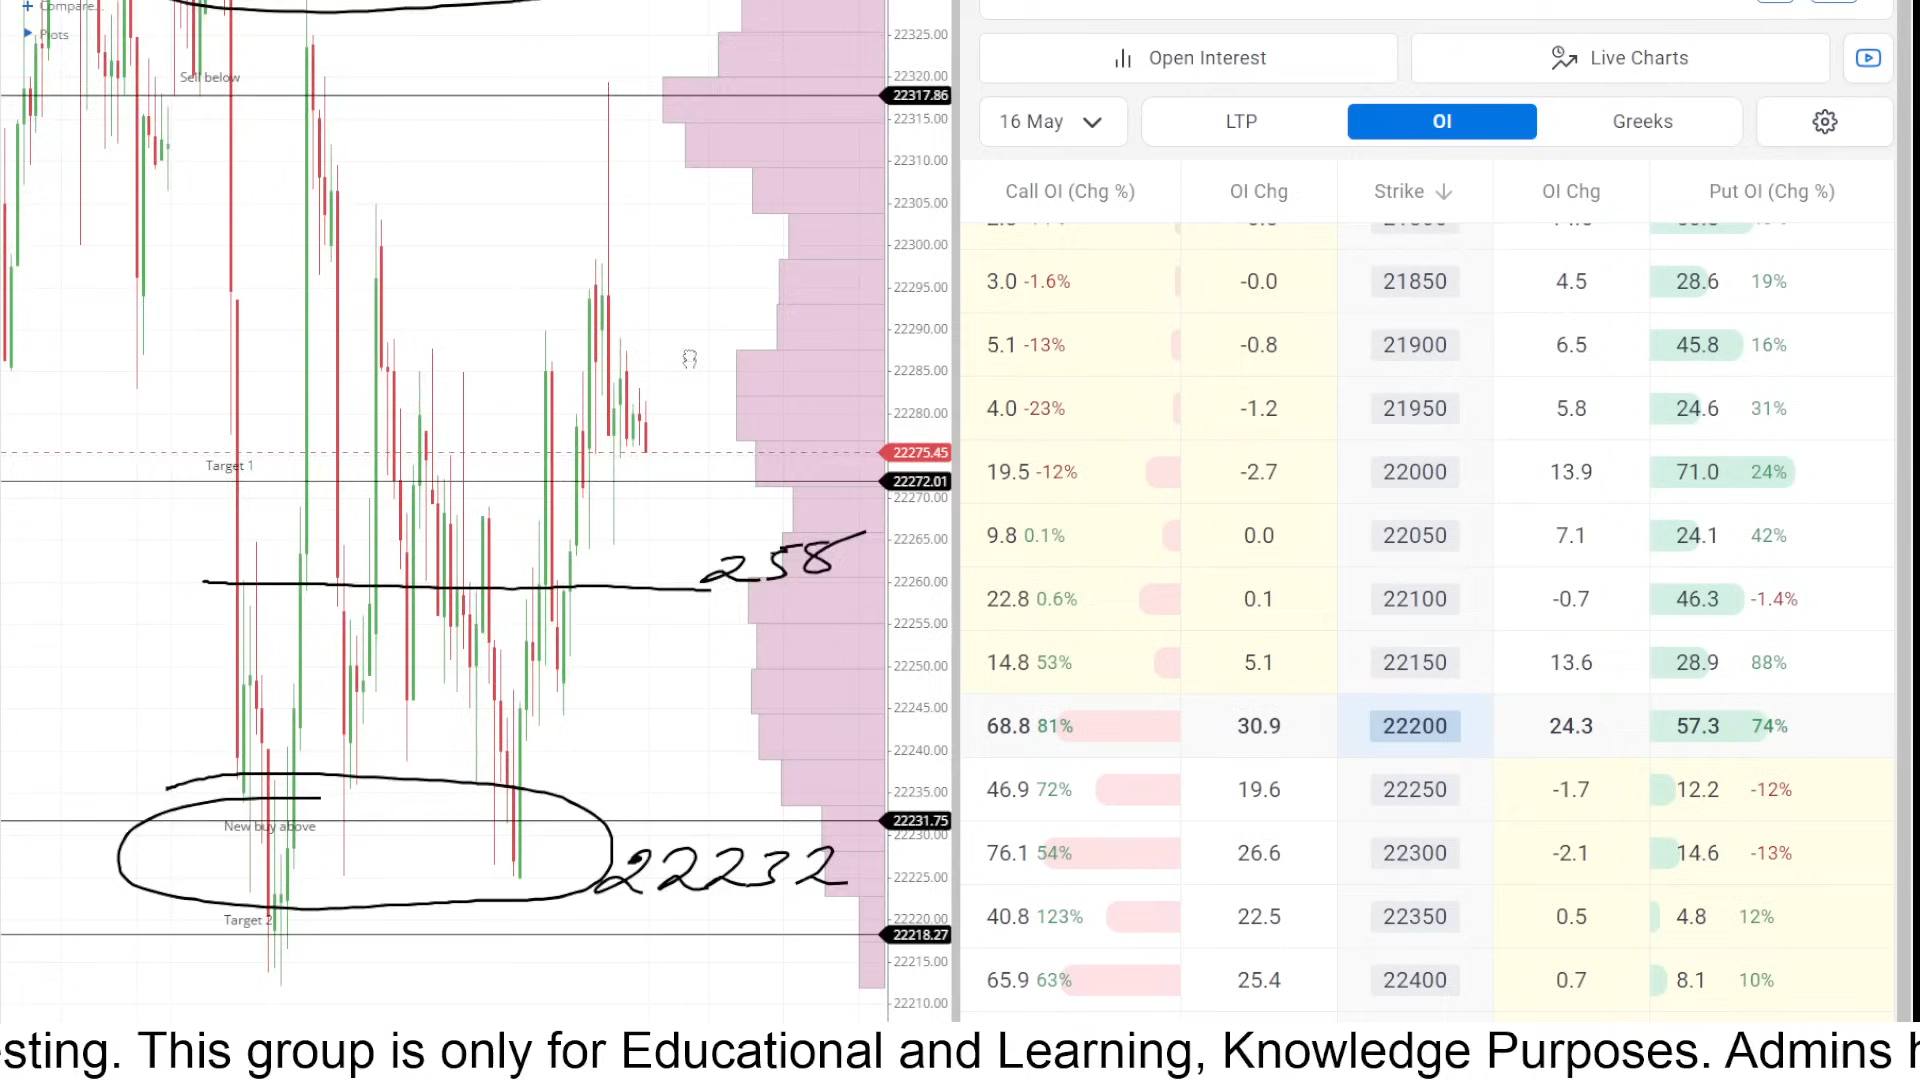 Compare...
Plots
Sell below
Target 1
New buy above
Target 2
258
22232
22325.00
22320.00
22317.86
22315.00
22310.00
22305.00
22300.00
22295.00
22290.00
22285.00
22280.00
22275.45
22272.01
22270.00
22265.00
22260.00
22255.00
22250.00
22245.00
22240.00
22235.00
22231.75
22230.00
22225.00
22220.00
22218.27
22215.00
22210.00
Open Interest Live Charts
16 May LTP OI Greeks
Call OI (Chg %) OI Chg Strike OI Chg Put OI (Chg %)
3.0 -1.6% -0.0 21850 4.5 28.6 19%
5.1 -13% -0.8 21900 6.5 45.8 16%
4.0 -23% -1.2 21950 5.8 24.6 31%
19.5 -12% -2.7 22000 13.9 71.0 24%
9.8 0.1% 0.0 22050 7.1 24.1 42%
22.8 0.6% 0.1 22100 -0.7 46.3 -1.4%
14.8 53% 5.1 22150 13.6 28.9 88%
68.8 81% 30.9 22200 24.3 57.3 74%
46.9 72% 19.6 22250 -1.7 12.2 -12%
76.1 54% 26.6 22300 -2.1 14.6 -13%
40.8 123% 22.5 22350 0.5 4.8 12%
65.9 63% 25.4 22400 0.7 8.1 10%
sting. This group is only for Educational and Learning, Knowledge Purposes. Admins